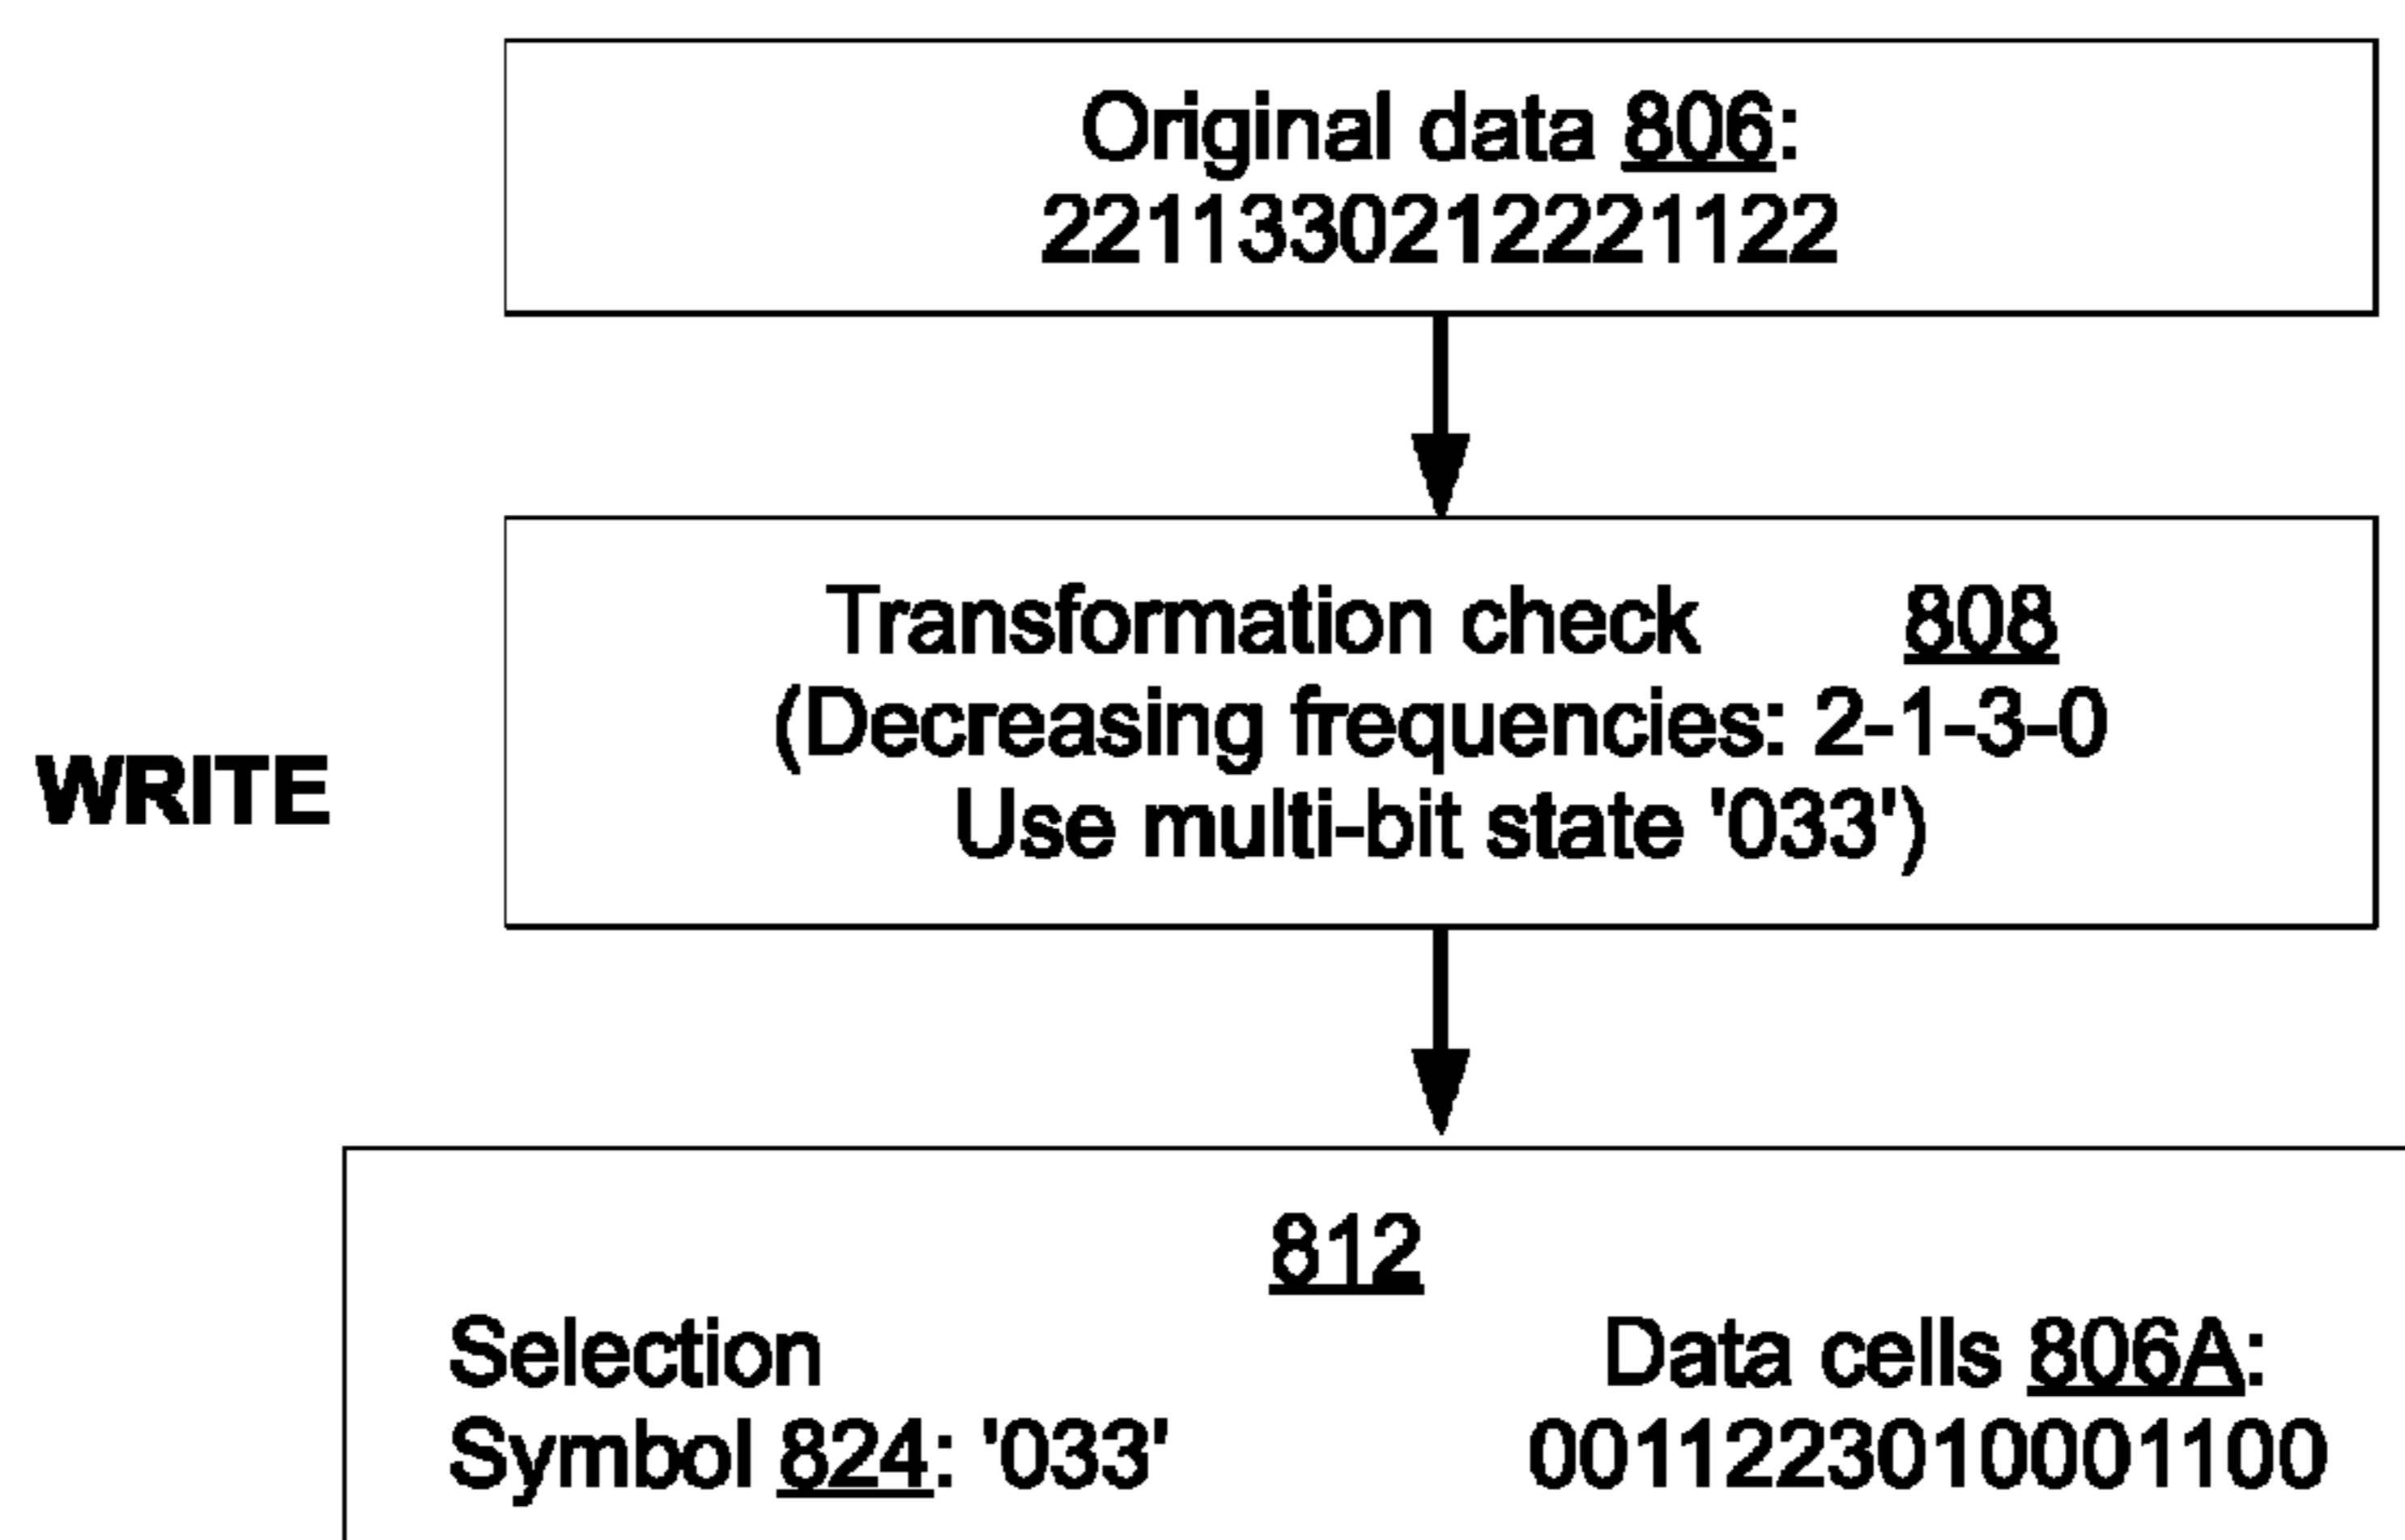 Original data 806:
2211330212221122
Transformation check 808
(Decreasing frequencies: 2-1-3-0
Use multi-bit state '033')
WRITE
812
Selection
Symbol 824: '033'
Data cells 806A:
0011223010001100